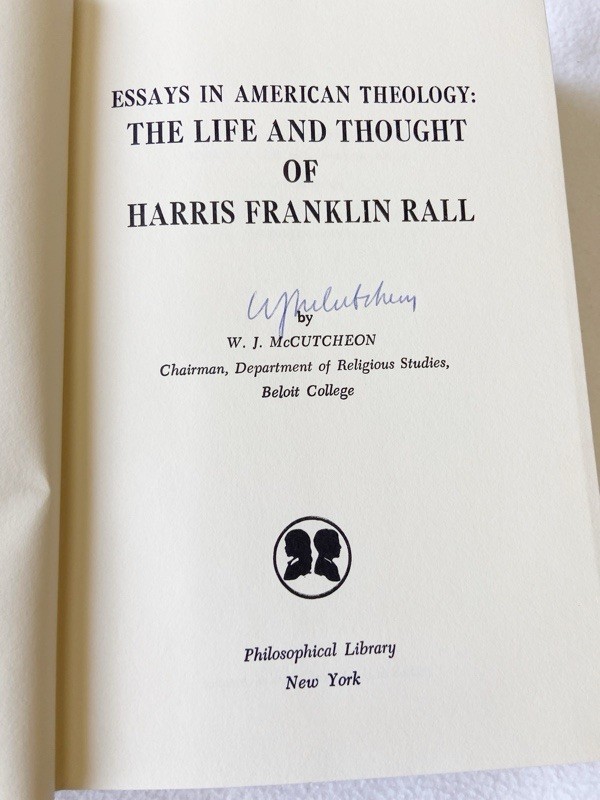 ESSAYS IN AMERICAN THEOLOGY:
THE LIFE AND THOUGHT
OF
HARRIS FRANKLIN RALL
WJMcCutcheon
by
W. J. McCUTCHEON
Chairman, Department of Religious Studies,
Beloit College
Philosophical Library
New York